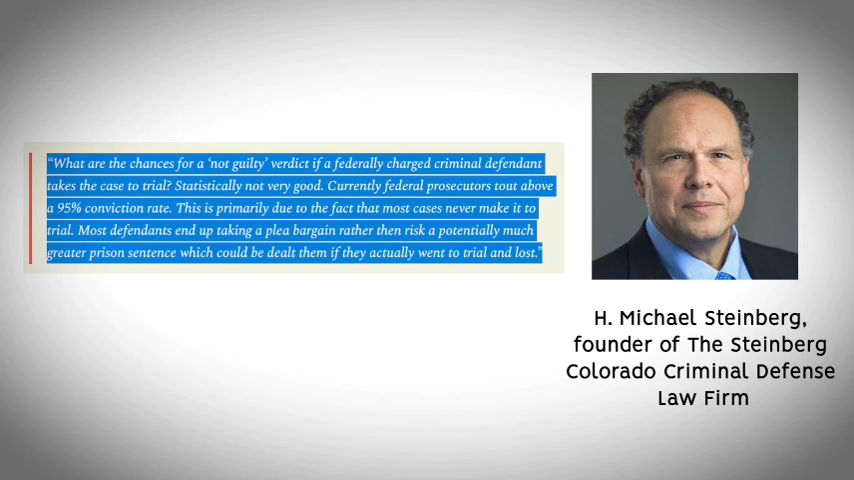 “What are the chances for a ‘not guilty’ verdict if a federally charged criminal defendant
takes the case to trial? Statistically not very good. Currently federal prosecutors tout above
a 95% conviction rate. This is primarily due to the fact that most cases never make it to
trial. Most defendants end up taking a plea bargain rather then risk a potentially much
greater prison sentence which could be dealt them if they actually went to trial and lost.”
H. Michael Steinberg,
founder of The Steinberg
Colorado Criminal Defense
Law Firm